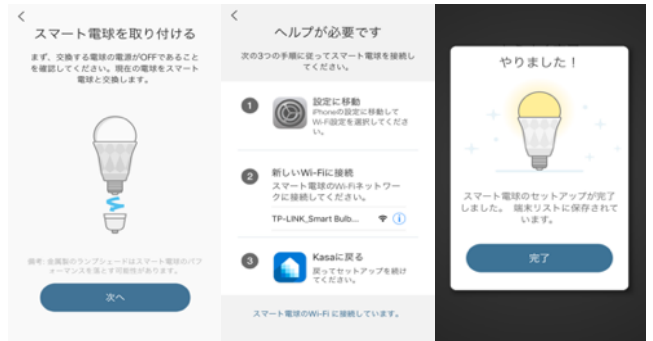 スマート電球を取り付ける
まず、交換する電球の電源がOFFであること
を確認してください。現在の電球をスマート
電球と交換します。
備考: 金属製のランプシェードはスマート電球のパフ
ォーマンスを落とす可能性があります。
次へ
ヘルプが必要です
次の3つの手順に従ってスマート電球を接続し
てください。
1
設定に移動
iPhoneの設定に移動して
Wi-Fi設定を選択してくださ
い。
2
新しいWi-Fiに接続
スマート電球のWi-Fiネットワー
クに接続してください。
TP-LINK_Smart Bulb...
3
Kasaに戻る
戻ってセットアップを続け
てください。
スマート電球のWi-Fi に接続しています。
やりました！
スマート電球のセットアップが完了
しました。 端末リストに保存されて
います。
完了